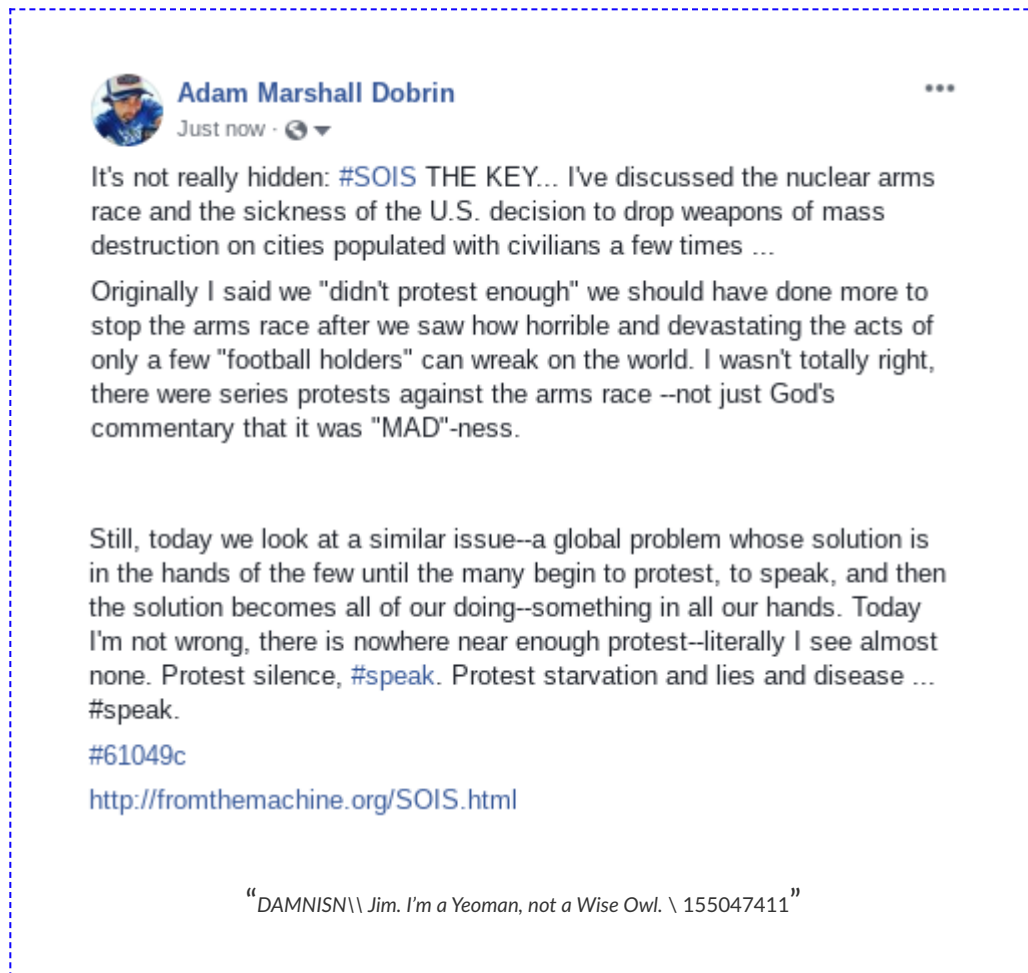 Adam Marshall Dobrin
Just now ·
It's not really hidden: #SOIS THE KEY... I've discussed the nuclear arms
race and the sickness of the U.S. decision to drop weapons of mass
destruction on cities populated with civilians a few times ...
Originally I said we "didn't protest enough" we should have done more to
stop the arms race after we saw how horrible and devastating the acts of
only a few "football holders" can wreak on the world. I wasn't totally right,
there were series protests against the arms race --not just God's
commentary that it was "MAD"-ness.
Still, today we look at a similar issue--a global problem whose solution is
in the hands of the few until the many begin to protest, to speak, and then
the solution becomes all of our doing--something in all our hands. Today
I'm not wrong, there is nowhere near enough protest--literally I see almost
none. Protest silence, #speak. Protest starvation and lies and disease ...
#speak.
#61049c
http://fromthemachine.org/SOIS.html
“DAMNISN\\ Jim. I'm a Yeoman, not a Wise Owl. \ 155047411”